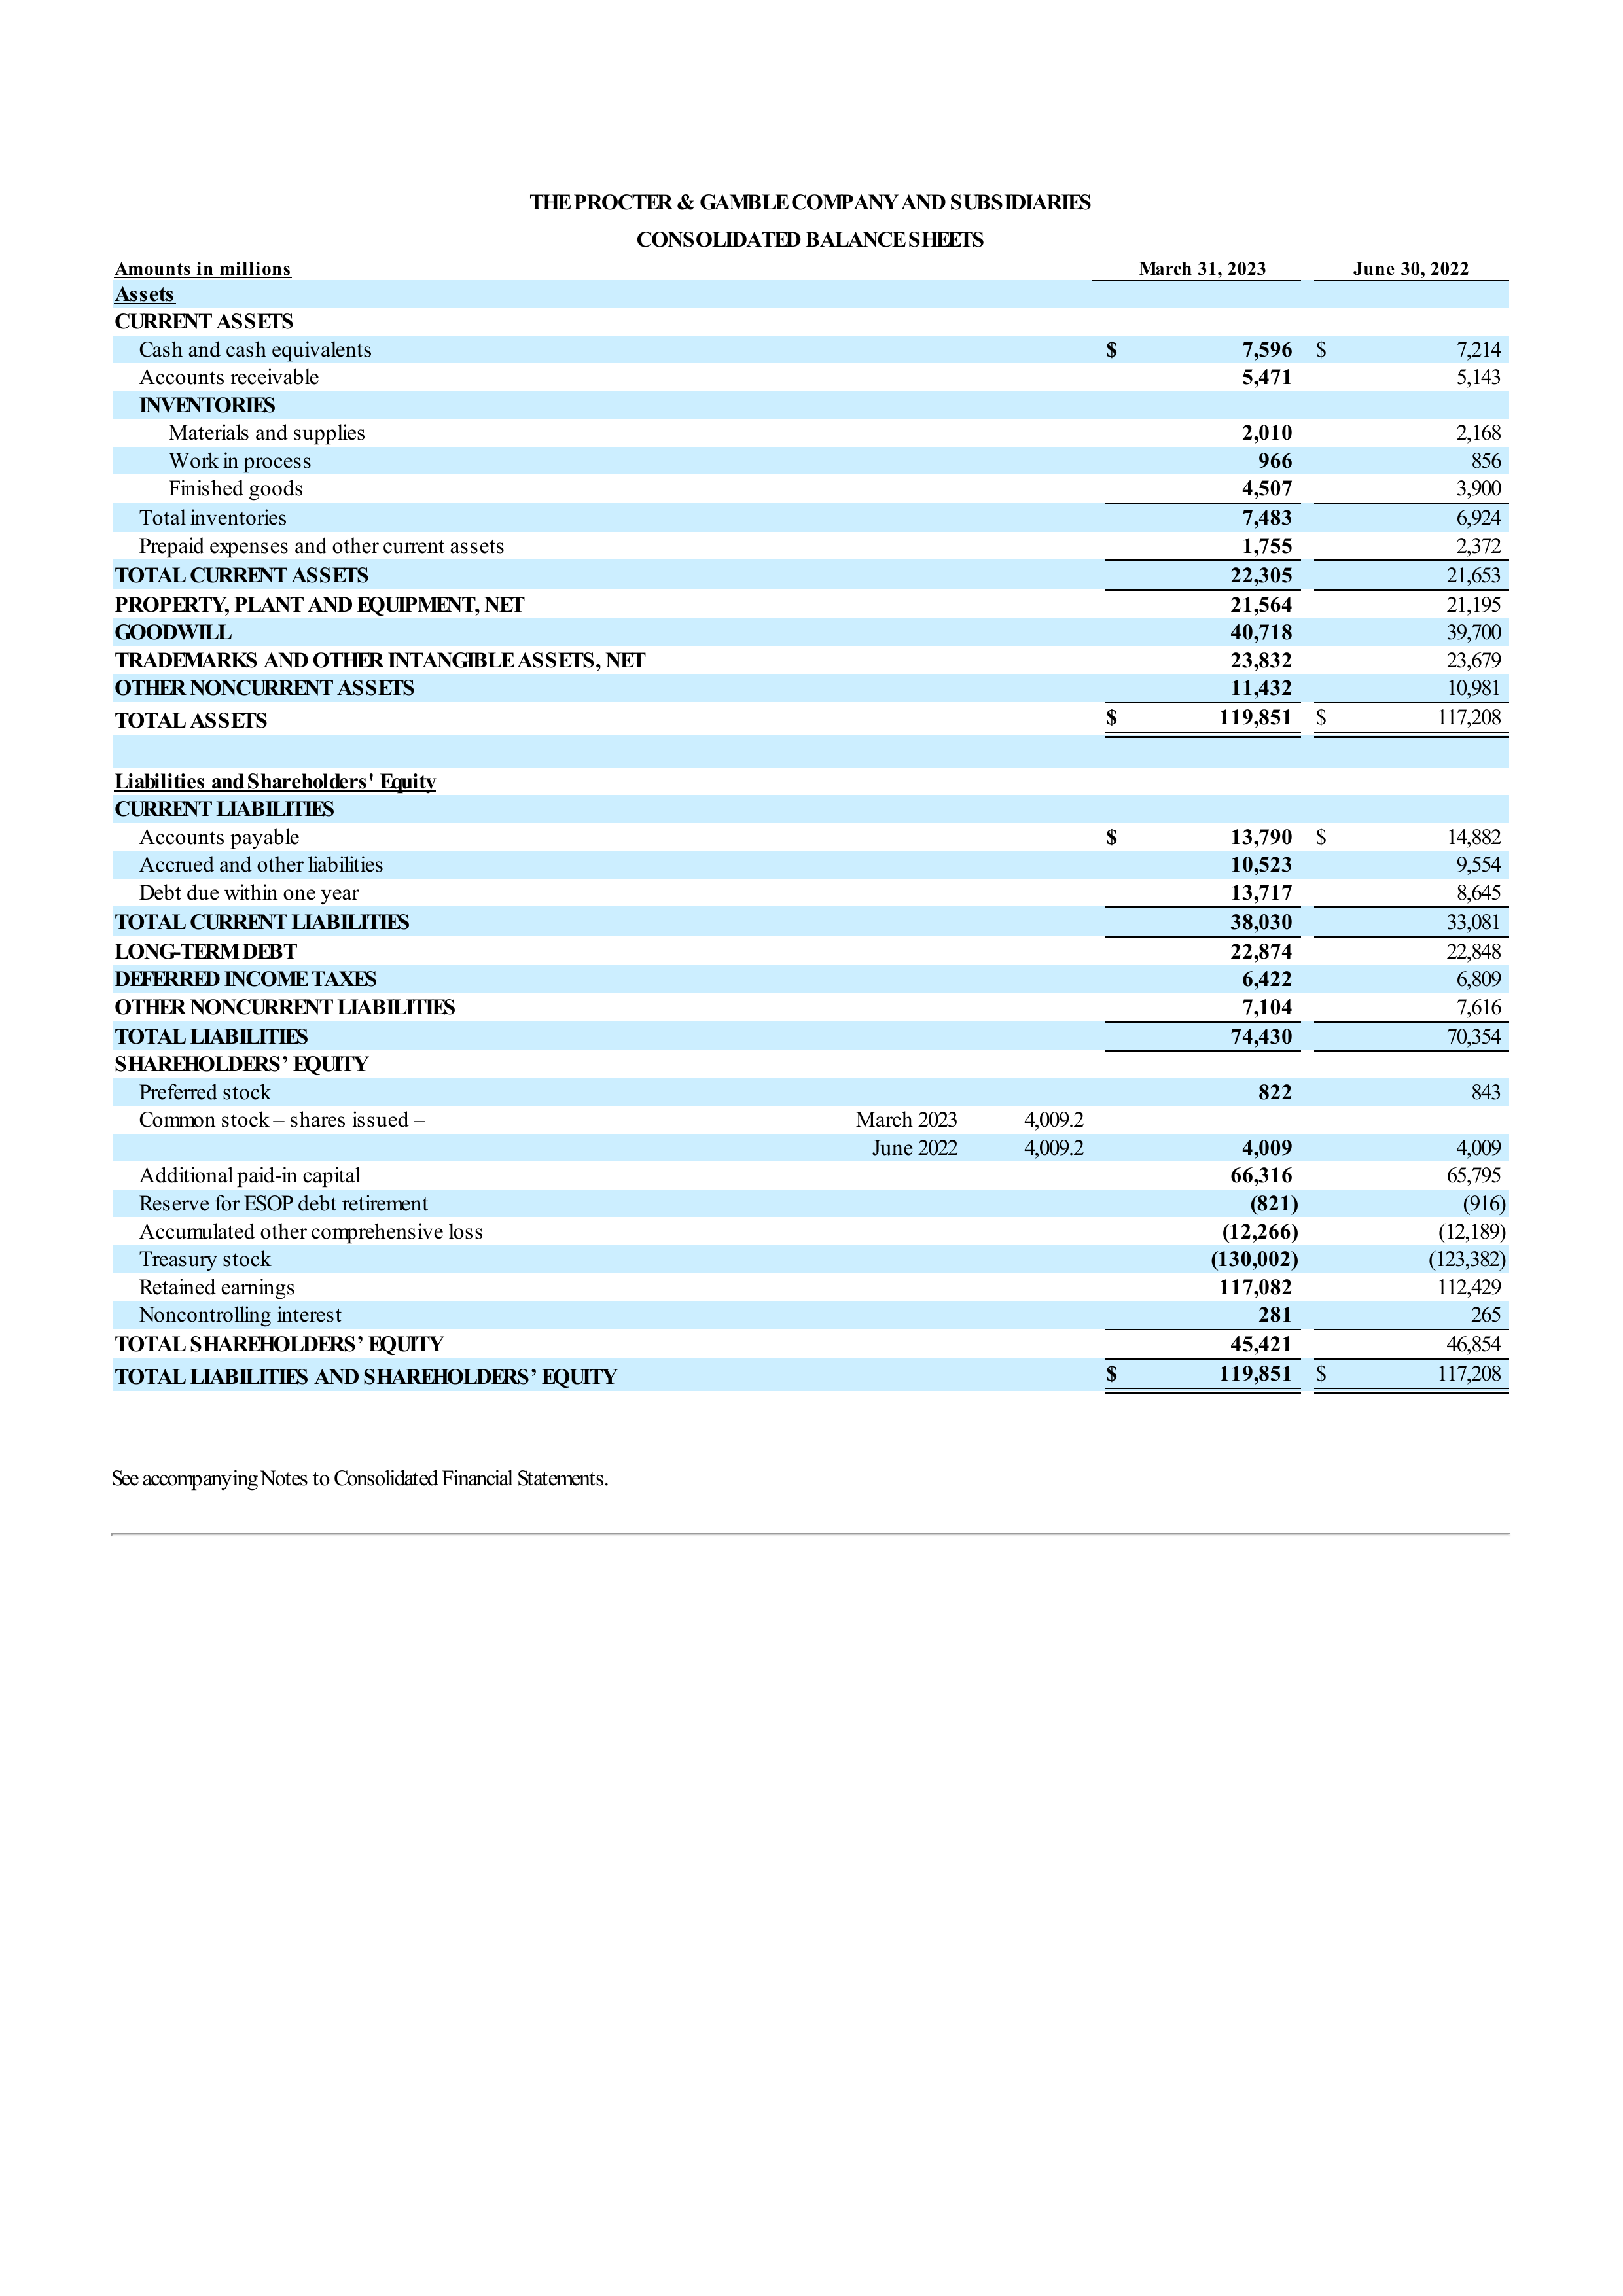 THE PROCTER & GAMBLE COMPANY AND SUBSIDIARIES
CONSOLIDATED BALANCE SHEETS
Amounts in millions March 31, 2023 June 30, 2022
Assets
CURRENT ASSETS
Cash and cash equivalents $ 7,596 $ 7,214
Accounts receivable 5,471 5,143
INVENTORIES
Materials and supplies 2,010 2,168
Work in process 966 856
Finished goods 4,507 3,900
Total inventories 7,483 6,924
Prepaid expenses and other current assets 1,755 2,372
TOTAL CURRENT ASSETS 22,305 21,653
PROPERTY, PLANT AND EQUIPMENT, NET 21,564 21,195
GOODWILL 40,718 39,700
TRADEMARKS AND OTHER INTANGIBLE ASSETS, NET 23,832 23,679
OTHER NONCURRENT ASSETS 11,432 10,981
TOTAL ASSETS $ 119,851 $ 117,208
Liabilities and Shareholders' Equity
CURRENT LIABILITIES
Accounts payable $ 13,790 $ 14,882
Accrued and other liabilities 10,523 9,554
Debt due within one year 13,717 8,645
TOTAL CURRENT LIABILITIES 38,030 33,081
LONG-TERM DEBT 22,874 22,848
DEFERRED INCOME TAXES 6,422 6,809
OTHER NONCURRENT LIABILITIES 7,104 7,616
TOTAL LIABILITIES 74,430 70,354
SHAREHOLDERS’ EQUITY
Preferred stock 822 843
Common stock – shares issued – March 2023 4,009.2
June 2022 4,009.2 4,009 4,009
Additional paid-in capital 66,316 65,795
Reserve for ESOP debt retirement (821) (916)
Accumulated other comprehensive loss (12,266) (12,189)
Treasury stock (130,002) (123,382)
Retained earnings 117,082 112,429
Noncontrolling interest 281 265
TOTAL SHAREHOLDERS’ EQUITY 45,421 46,854
TOTAL LIABILITIES AND SHAREHOLDERS’ EQUITY $ 119,851 $ 117,208
See accompanying Notes to Consolidated Financial Statements.